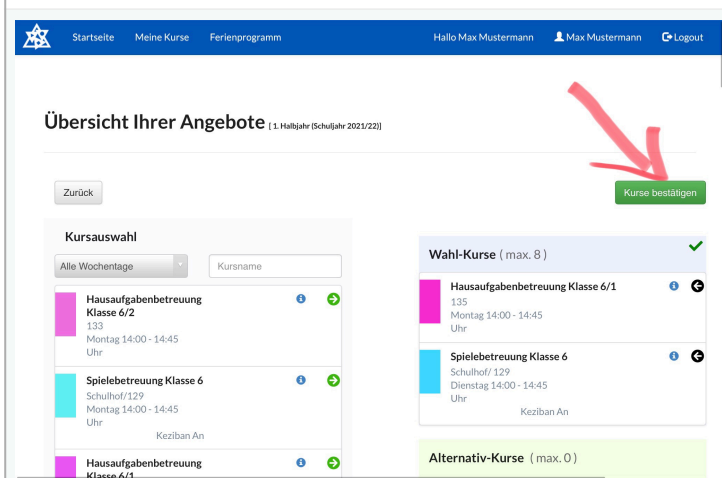 Startseite Meine Kurse Ferienprogramm Hallo Max Mustermann Max Mustermann Logout
Übersicht Ihrer Angebote [ 1. Halbjahr (Schuljahr 2021/22)]
Zurück
Kurse bestätigen
Kursauswahl
Alle Wochentage
Kursname
Hausaufgabenbetreuung
Klasse 6/2
133
Montag 14:00 - 14:45
Uhr
Spielebetreuung Klasse 6
Schulhof/129
Montag 14:00 - 14:45
Uhr
Keziban An
Hausaufgabenbetreuung
Klasse 6/1
Wahl-Kurse ( max. 8 )
Hausaufgabenbetreuung Klasse 6/1
135
Montag 14:00 - 14:45
Uhr
Spielebetreuung Klasse 6
Schulhof/ 129
Dienstag 14:00 - 14:45
Uhr
Keziban An
Alternativ-Kurse ( max. 0 )